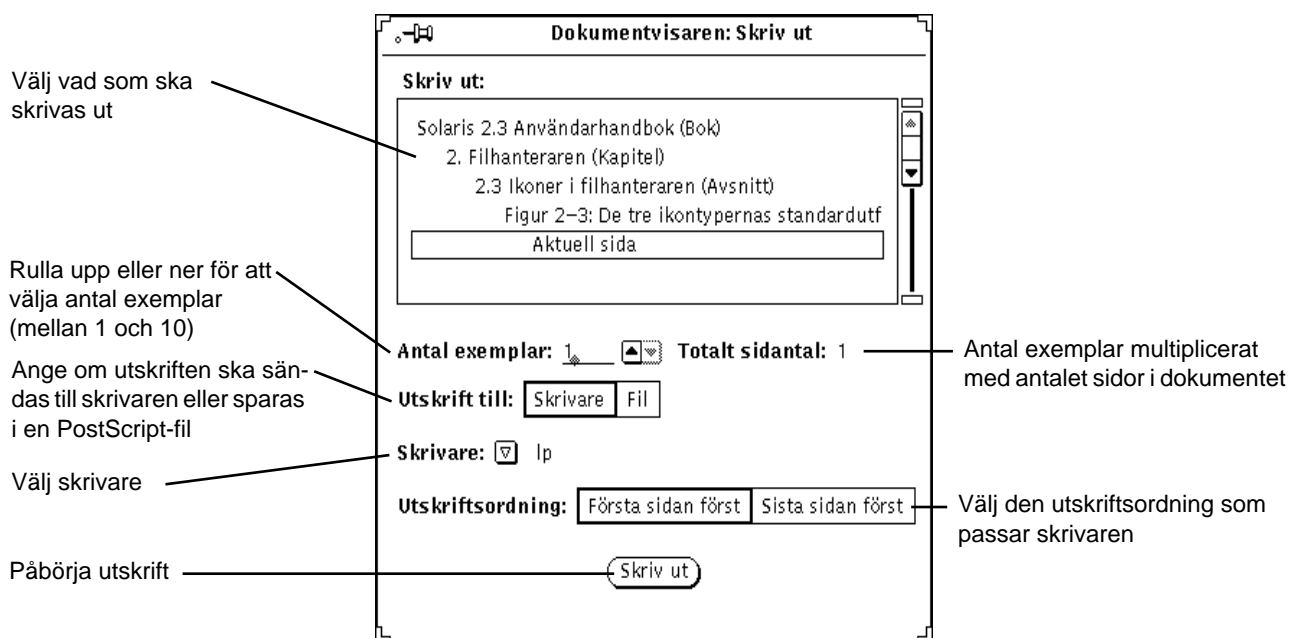 Dokumentvisaren: Skriv ut
Välj vad som ska
skrivas ut
Skriv ut:
Solaris 2.3 Användarhandbok (Bok)
2. Filhanteraren (Kapitel)
2.3 Ikoner i filhanteraren (Avsnitt)
Figur 2–3: De tre ikontypernas standardutf
Aktuell sida
Rulla upp eller ner för att
välja antal exemplar
(mellan 1 och 10)
Antal exemplar: 1 Totalt sidantal: 1
Antal exemplar multiplicerat
med antalet sidor i dokumentet
Ange om utskriften ska sän-
das till skrivaren eller sparas
i en PostScript-fil
Utskrift till: Skrivare Fil
Välj skrivare
Skrivare: lp
Utskriftsordning: Första sidan först Sista sidan först
Välj den utskriftsordning som
passar skrivaren
Påbörja utskrift
Skriv ut